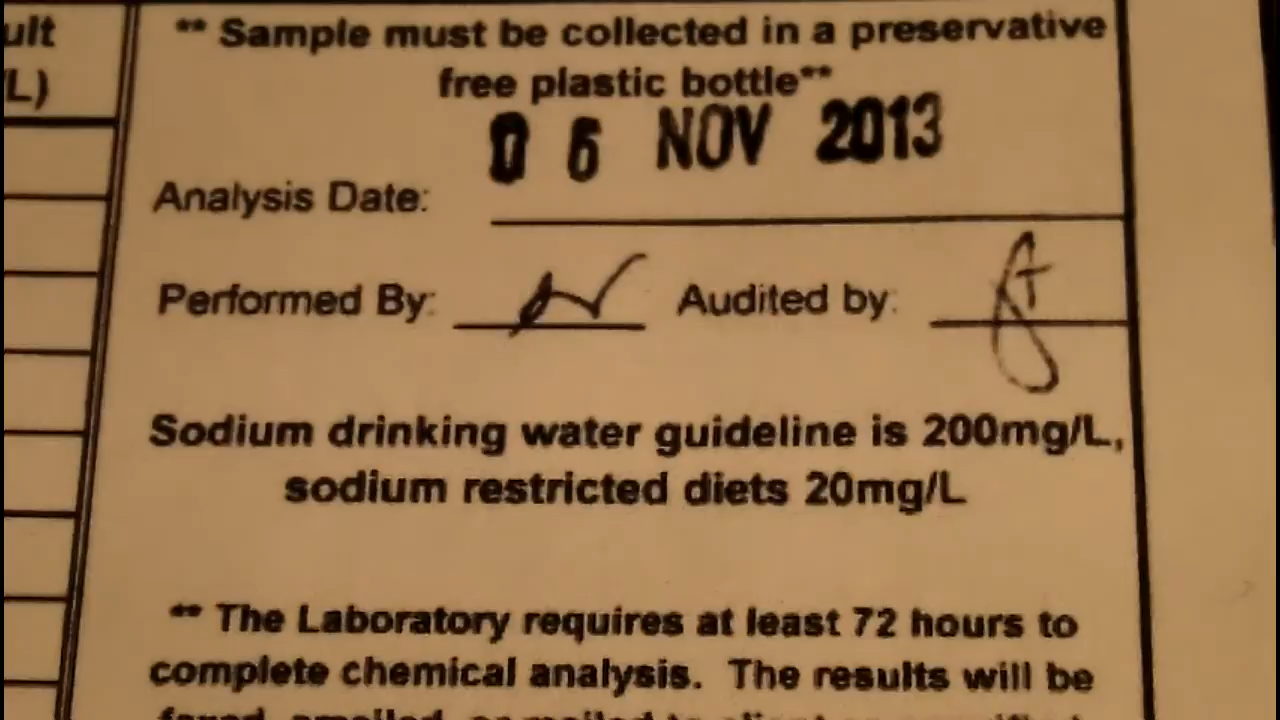 ult
L)
** Sample must be collected in a preservative
free plastic bottle**
06 NOV 2013
Analysis Date:
Performed By: Audited by:
Sodium drinking water guideline is 200mg/L,
sodium restricted diets 20mg/L
** The Laboratory requires at least 72 hours to
complete chemical analysis. The results will be